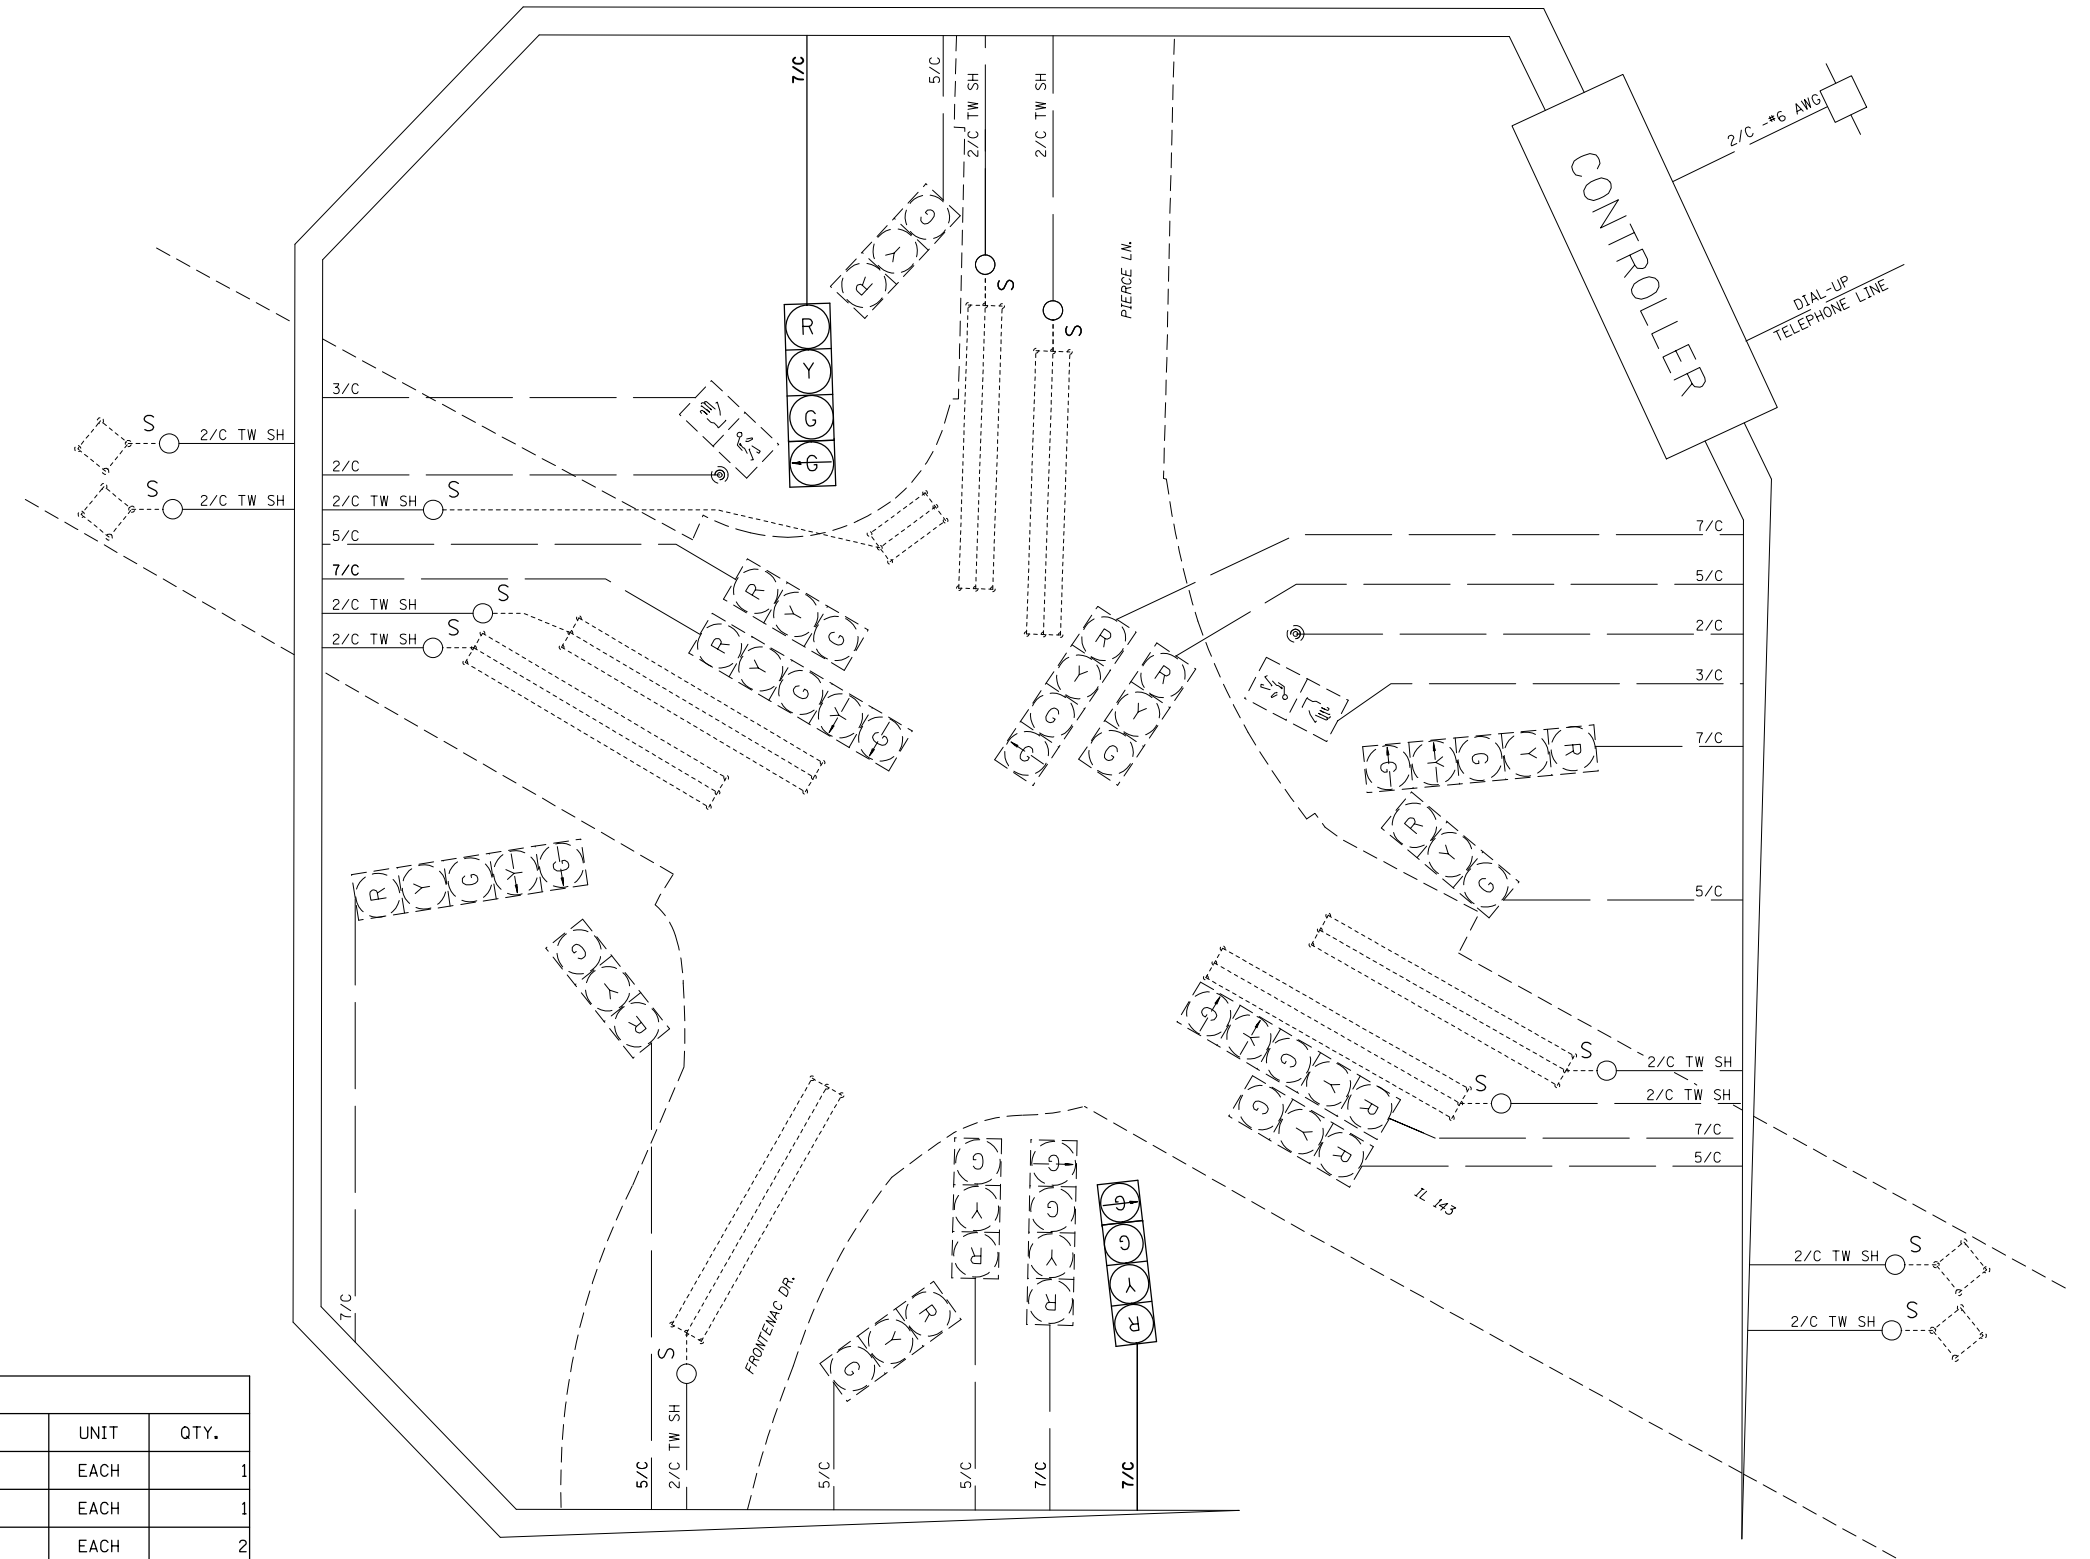 7/C
5/C
2/C TW SH
2/C TW SH
2/C -#6 AWG
CONTROLLER
DIAL-UP
TELEPHONE LINE
PIERCE LN.
G
Y
R
S
S
R
Y
G
G
3/C
S
2/C TW SH
2/C
S
2/C TW SH
2/C TW SH
S
5/C
7/C
2/C TW SH
S
2/C TW SH
S
R
Y
G
R
Y
G
Y
G
7/C
5/C
2/C
3/C
7/C
5/C
R
Y
G
G
R
Y
G
G
Y
G
Y
R
R
Y
G
R
Y
G
Y
G
G
Y
R
S
2/C TW SH
S
2/C TW SH
7/C
5/C
G
Y
G
Y
R
G
Y
R
IL 143
G
Y
R
G
G
Y
R
G
G
Y
R
R
Y
G
FRONTENAC DR.
S
2/C TW SH
S
2/C TW SH
S
7/C
5/C
2/C TW SH
5/C
5/C
7/C
7/C
UNIT QTY.
EACH 1
EACH 1
EACH 2